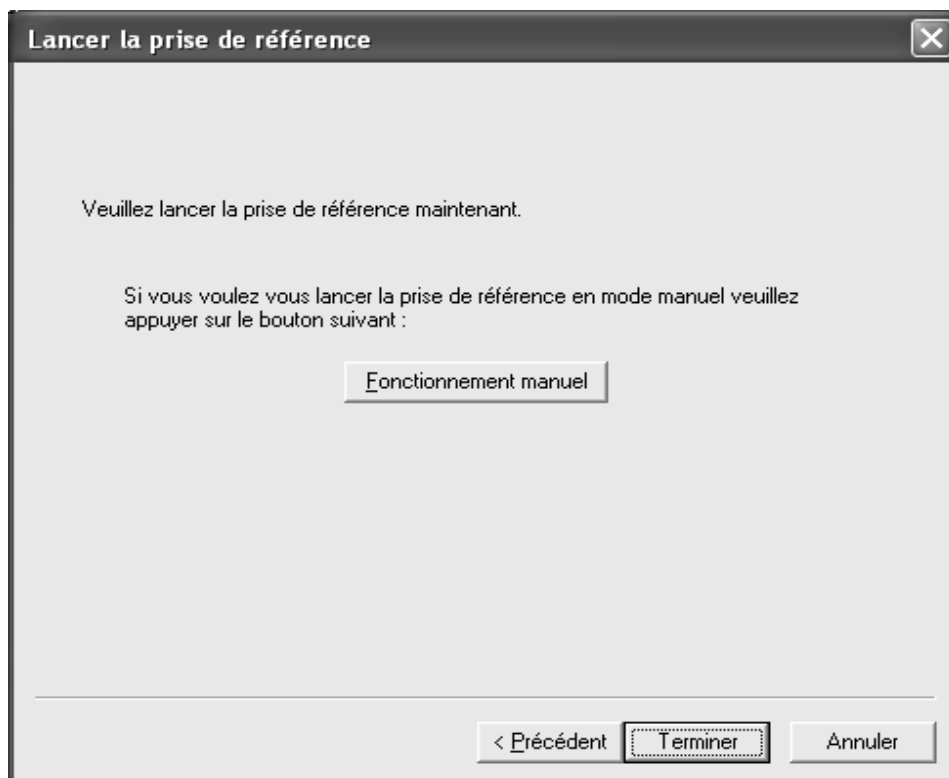 Lancer la prise de référence
Veuillez lancer la prise de référence maintenant.
Si vous voulez vous lancer la prise de référence en mode manuel veuillez
appuyer sur le bouton suivant :
Fonctionnement manuel
< Précédent Terminer Annuler